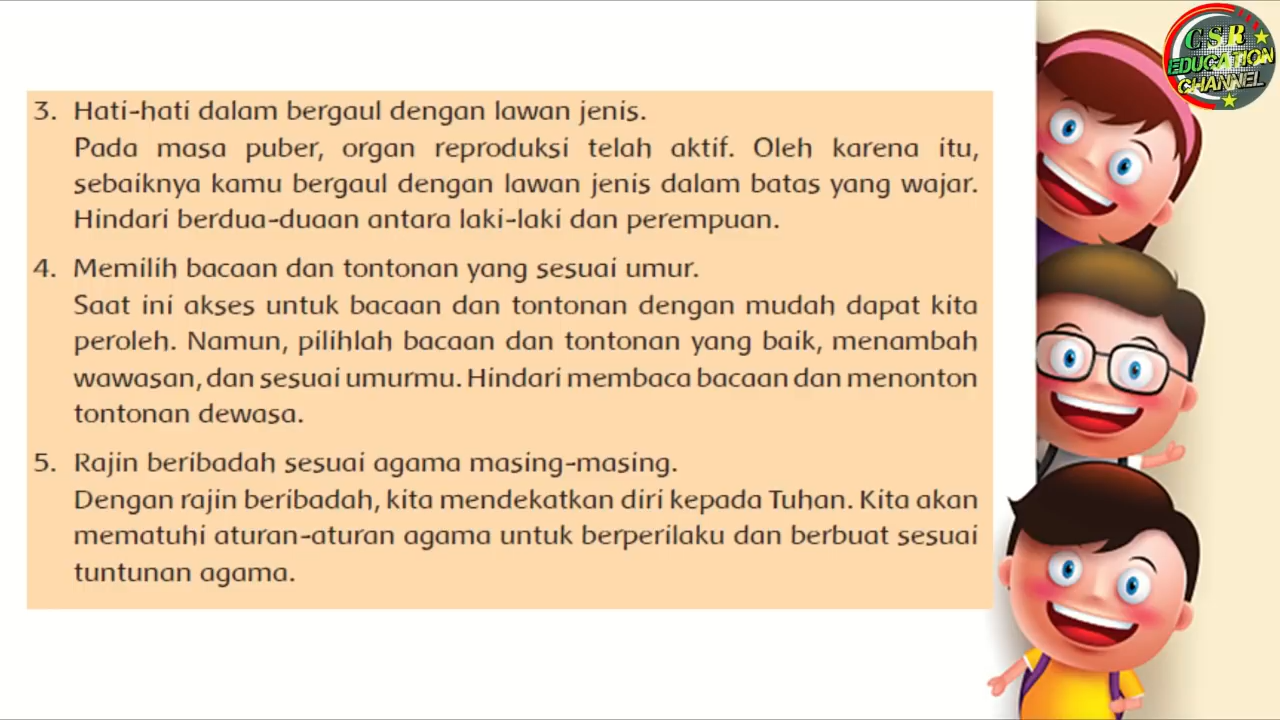 3. Hati-hati dalam bergaul dengan lawan jenis.
Pada masa puber, organ reproduksi telah aktif. Oleh karena itu,
sebaiknya kamu bergaul dengan lawan jenis dalam batas yang wajar.
Hindari berdua-duaan antara laki-laki dan perempuan.
4. Memilih bacaan dan tontonan yang sesuai umur.
Saat ini akses untuk bacaan dan tontonan dengan mudah dapat kita
peroleh. Namun, pilihlah bacaan dan tontonan yang baik, menambah
wawasan, dan sesuai umurmu. Hindari membaca bacaan dan menonton
tontonan dewasa.
5. Rajin beribadah sesuai agama masing-masing.
Dengan rajin beribadah, kita mendekatkan diri kepada Tuhan. Kita akan
mematuhi aturan-aturan agama untuk berperilaku dan berbuat sesuai
tuntunan agama.
CSR
EDUCATION
CHANNEL